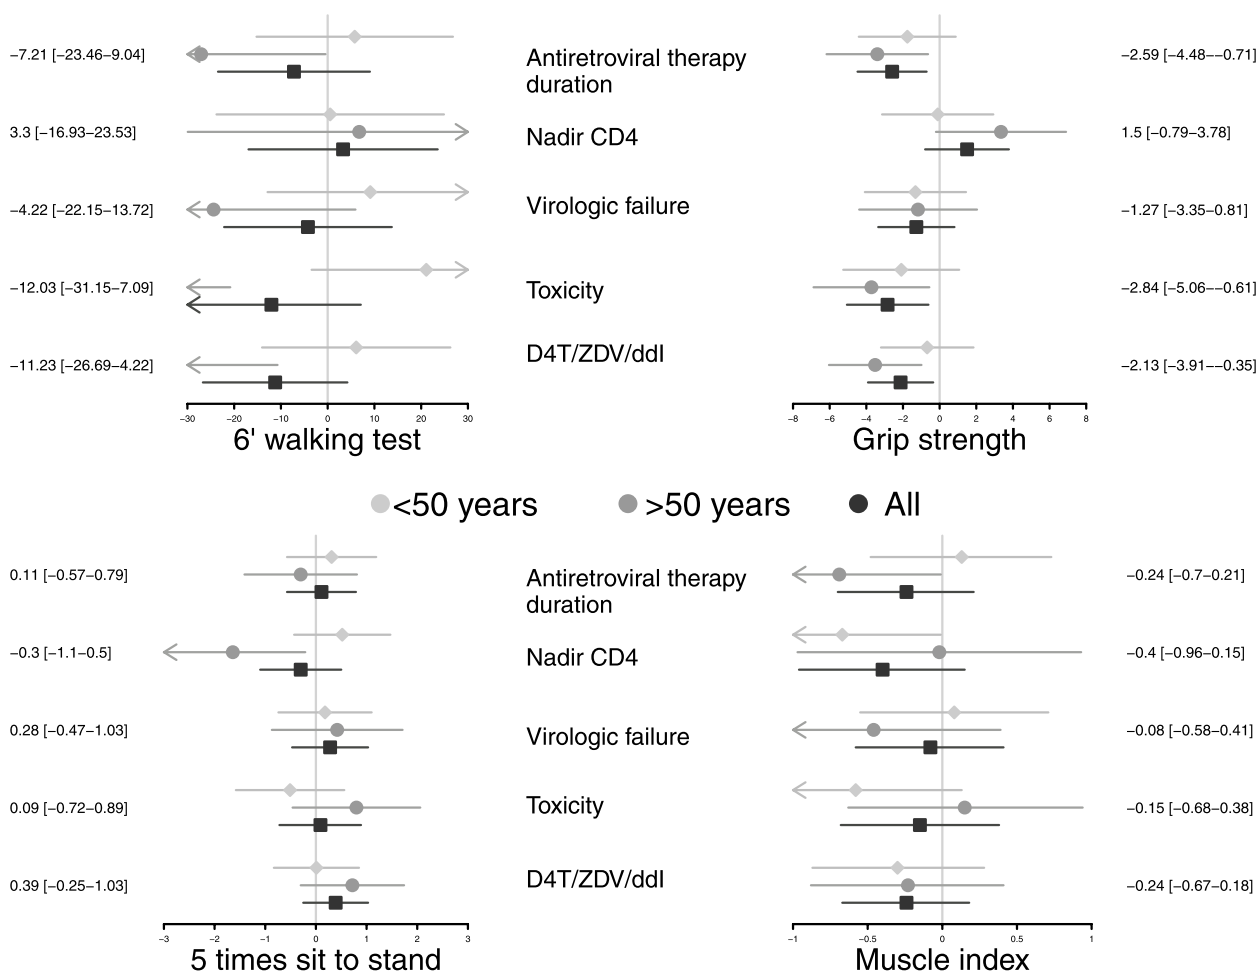 −7.21 [−23.46−9.04]
Antiretroviral therapy
duration
−2.59 [−4.48−−0.71]
3.3 [−16.93−23.53]
Nadir CD4
1.5 [−0.79−3.78]
−4.22 [−22.15−13.72]
Virologic failure
−1.27 [−3.35−0.81]
−12.03 [−31.15−7.09]
Toxicity
−2.84 [−5.06−−0.61]
−11.23 [−26.69−4.22]
D4T/ZDV/ddI
−2.13 [−3.91−−0.35]
−30 −20 −10 0 10 20 30
−8 −6 −4 −2 0 2 4 6 8
6' walking test
Grip strength
<50 years >50 years All
0.11 [−0.57−0.79]
Antiretroviral therapy
duration
−0.24 [−0.7−0.21]
−0.3 [−1.1−0.5]
Nadir CD4
−0.4 [−0.96−0.15]
0.28 [−0.47−1.03]
Virologic failure
−0.08 [−0.58−0.41]
0.09 [−0.72−0.89]
Toxicity
−0.15 [−0.68−0.38]
0.39 [−0.25−1.03]
D4T/ZDV/ddI
−0.24 [−0.67−0.18]
−3 −2 −1 0 1 2 3
−1 −0.5 0 0.5 1
5 times sit to stand
Muscle index